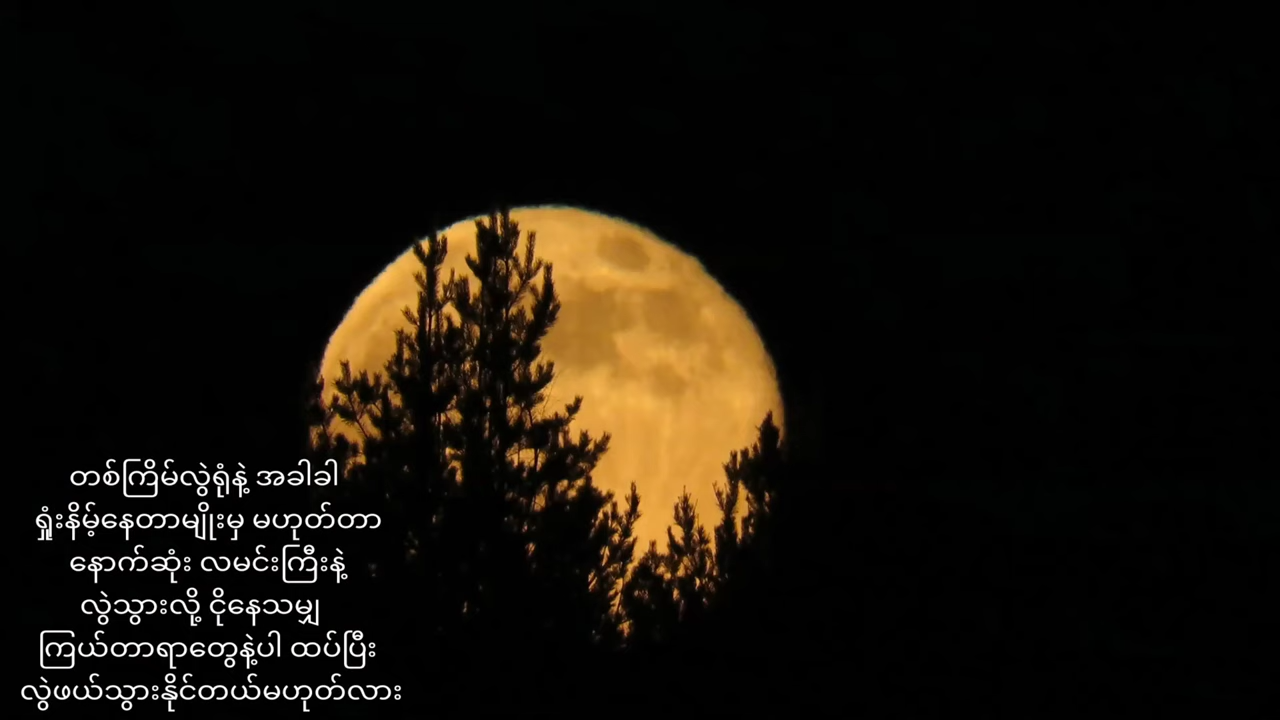 တစ်ကြိမ်လွဲရုံနဲ့ အခါခါ
ရှုံးနိမ့်နေတာမျိုးမှ မဟုတ်တာ
နောက်ဆုံး လမင်းကြီးနဲ့
လွဲသွားလို့ ငိုနေသမျှ
ကြယ်တာရာတွေနဲ့ပါ ထပ်ပြီး
လွဲဖယ်သွားနိုင်တယ်မဟုတ်လား